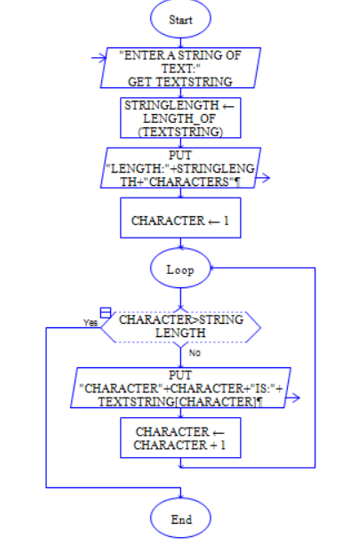 Start
"ENTER A STRING OF
TEXT:"
GET TEXTSTRING
STRINGLENGTH ←
LENGTH_OF
(TEXTSTRING)
PUT
"LENGTH:"+STRINGLENG
TH+"CHARACTERS"¶
CHARACTER ← 1
Loop
CHARACTER>STRING
LENGTH
Yes
No
PUT
"CHARACTER"+CHARACTER+"IS:"+
TEXTSTRING[CHARACTER]¶
CHARACTER ←
CHARACTER + 1
End